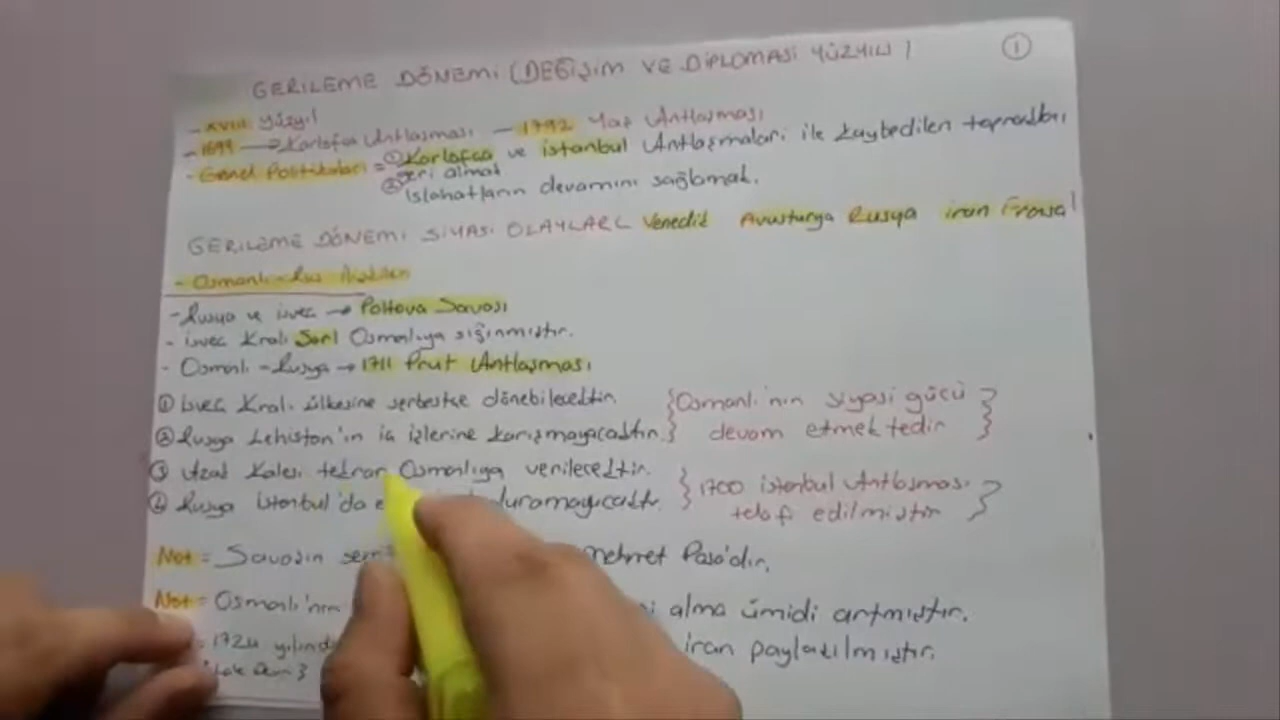 GERİLEME DÖNEMİ (DEĞİŞİM VE DİPLOMASİ YÜZYILI)
1
- XVIII yüzyıl
- 1699 → Karlofça Antlaşması - 1792 Yaş Antlaşması
- Genel Politikaları = ① Karlofça ve İstanbul Antlaşmaları ile kaybedilen toprakları
geri almak
② Islahatların devamını sağlamak.
GERİLEME DÖNEMİ SİYASİ OLAYLARI Venedik Avusturya Rusya İran Fransa
- Osmanlı-Rus İlişkileri
- Rusya ve İsveç → Poltova Savaşı
- İsveç Kralı Şarl Osmanlıya sığınmıştır.
- Osmanlı - Rusya → 1711 Prut Antlaşması
① İsveç Kralı ülkesine serbestçe dönebilecektir.
② Rusya Lehistan'ın iç işlerine karışmayacaktır.
} Osmanlı'nın siyasi gücü }
devam etmektedir
③ Azak Kalesi tekrar Osmanlıya verilecektir.
④ Rusya İstanbul'da e duramayacaktır.
} 1700 İstanbul Antlaşması }
telafi edilmiştir
Not = Savaşın ser Mehmet Paşa'dır.
Not = Osmanlı'nın alma ümidi artmıştır.
= 1724 yılında İran paylaşılmıştır.